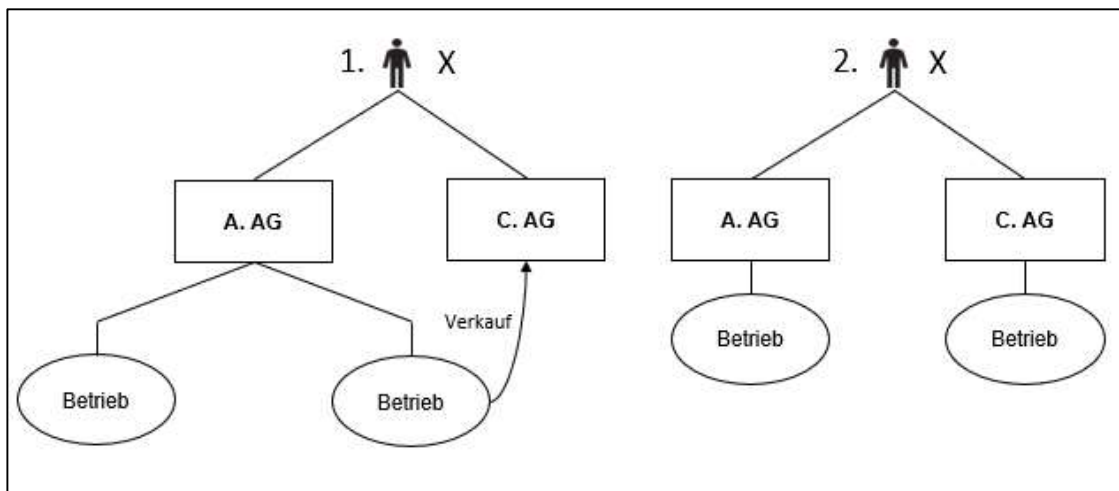 1. X
2. X
A. AG
C. AG
A. AG
C. AG
Verkauf
Betrieb
Betrieb
Betrieb
Betrieb